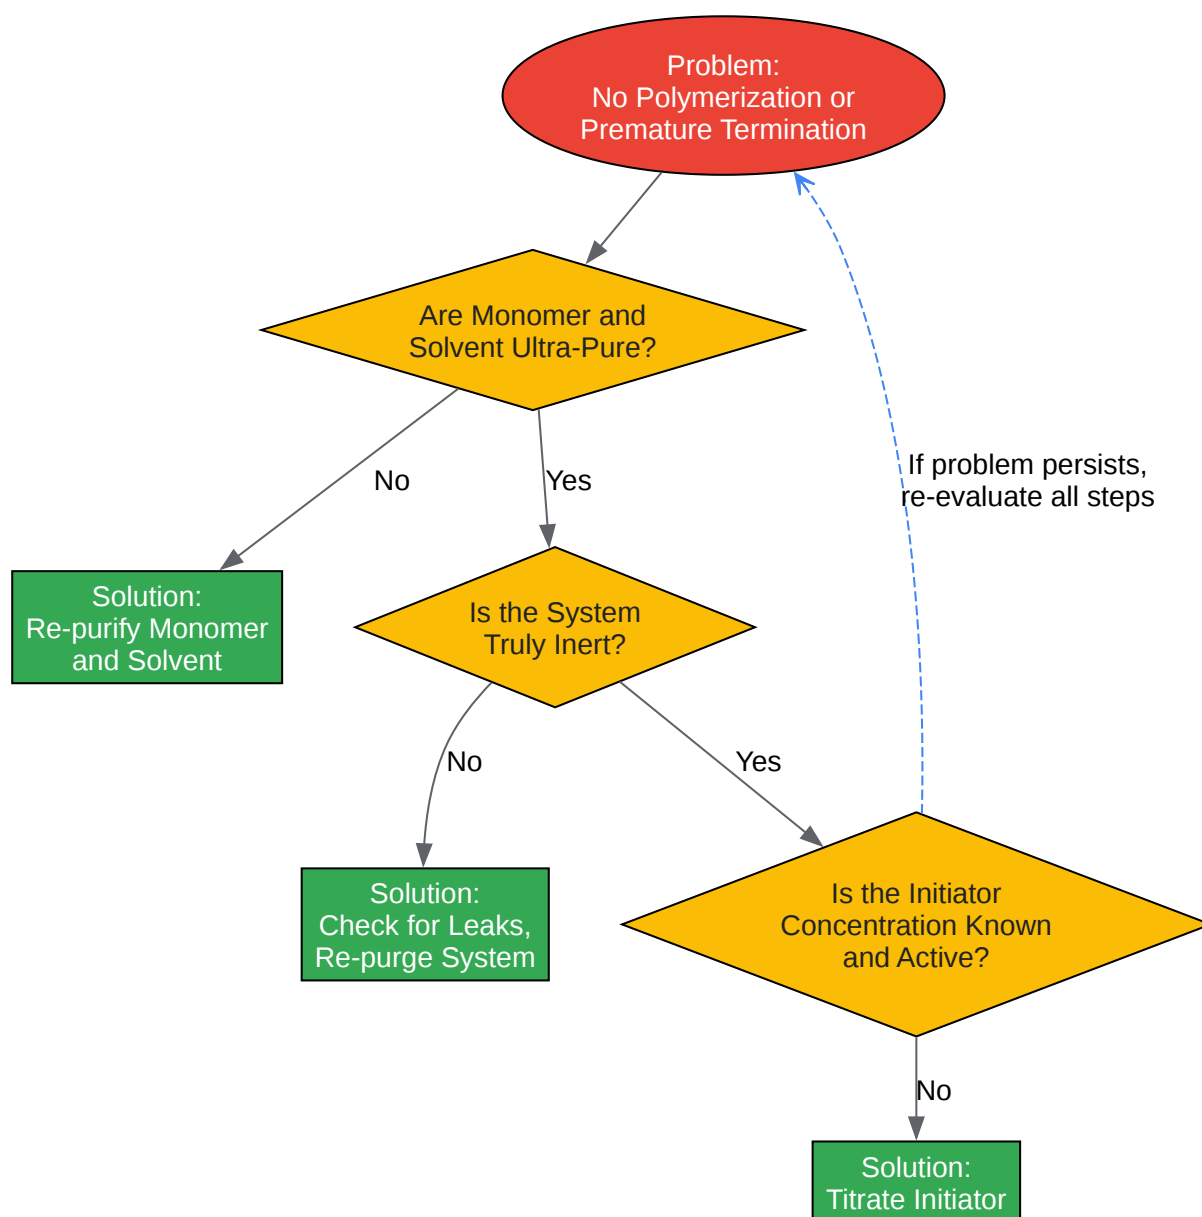 Problem:
No Polymerization or
Premature Termination
Are Monomer and
Solvent Ultra-Pure?
No
Yes
If problem persists,
re-evaluate all steps
Solution:
Re-purify Monomer
and Solvent
Is the System
Truly Inert?
No
Yes
Solution:
Check for Leaks,
Re-purge System
Is the Initiator
Concentration Known
and Active?
No
Solution:
Titrate Initiator